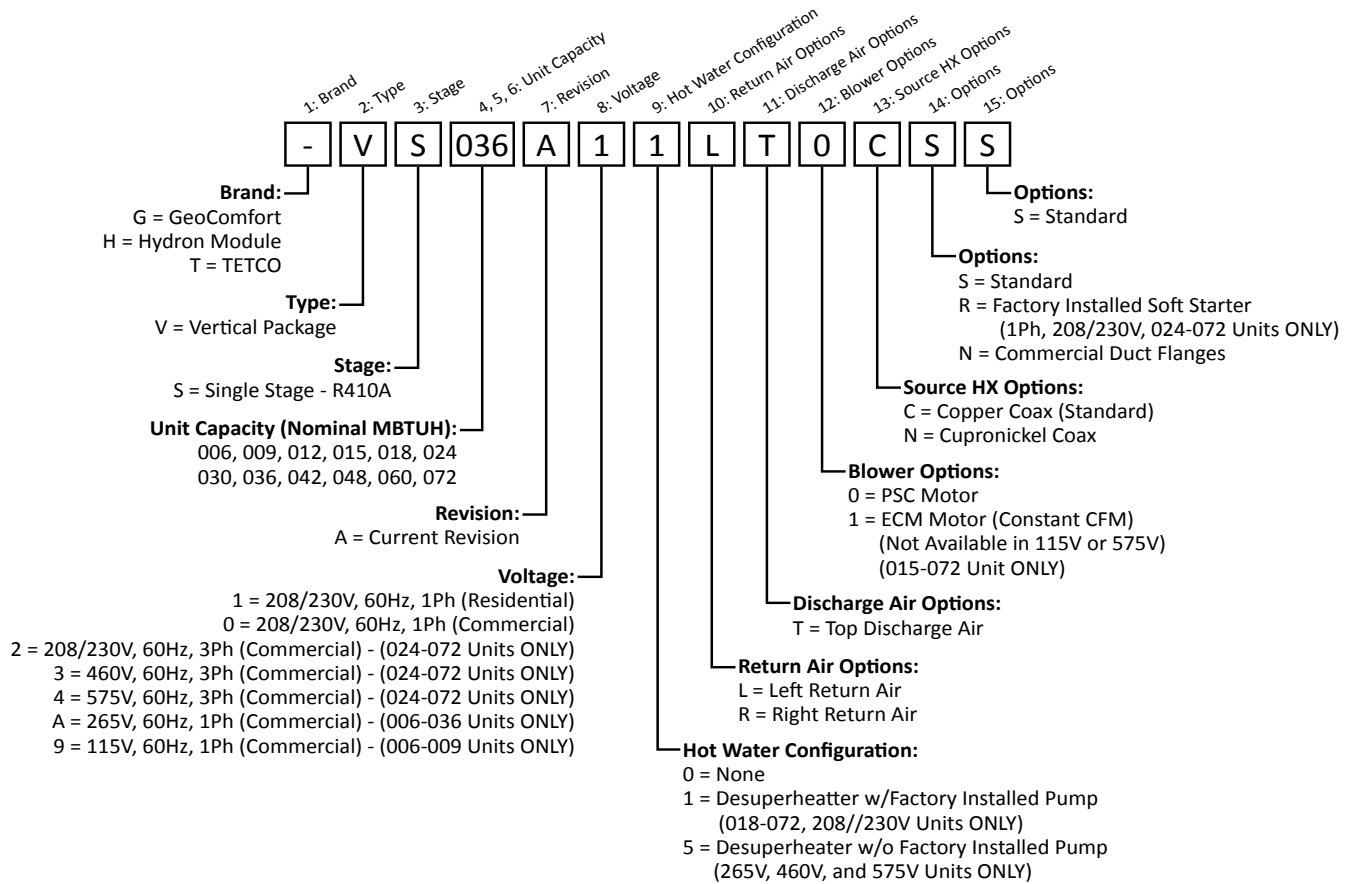 1: Brand
2: Type
3: Stage
4, 5, 6: Unit Capacity
7: Revision
8: Voltage
9: Hot Water Configuration
10: Return Air Options
11: Discharge Air Options
12: Blower Options
13: Source HX Options
14: Options
15: Options
- V S 036 A 1 1 L T 0 C S S
Brand:
G = GeoComfort
H = Hydron Module
T = TETCO
Type:
V = Vertical Package
Stage:
S = Single Stage - R410A
Unit Capacity (Nominal MBTUH):
006, 009, 012, 015, 018, 024
030, 036, 042, 048, 060, 072
Revision:
A = Current Revision
Voltage:
1 = 208/230V, 60Hz, 1Ph (Residential)
0 = 208/230V, 60Hz, 1Ph (Commercial)
2 = 208/230V, 60Hz, 3Ph (Commercial) - (024-072 Units ONLY)
3 = 460V, 60Hz, 3Ph (Commercial) - (024-072 Units ONLY)
4 = 575V, 60Hz, 3Ph (Commercial) - (024-072 Units ONLY)
A = 265V, 60Hz, 1Ph (Commercial) - (006-036 Units ONLY)
9 = 115V, 60Hz, 1Ph (Commercial) - (006-009 Units ONLY)
Options:
S = Standard
Options:
S = Standard
R = Factory Installed Soft Starter
(1Ph, 208/230V, 024-072 Units ONLY)
N = Commercial Duct Flanges
Source HX Options:
C = Copper Coax (Standard)
N = Cupronickel Coax
Blower Options:
0 = PSC Motor
1 = ECM Motor (Constant CFM)
(Not Available in 115V or 575V)
(015-072 Unit ONLY)
Discharge Air Options:
T = Top Discharge Air
Return Air Options:
L = Left Return Air
R = Right Return Air
Hot Water Configuration:
0 = None
1 = Desuperheatter w/Factory Installed Pump
(018-072, 208//230V Units ONLY)
5 = Desuperheater w/o Factory Installed Pump
(265V, 460V, and 575V Units ONLY)